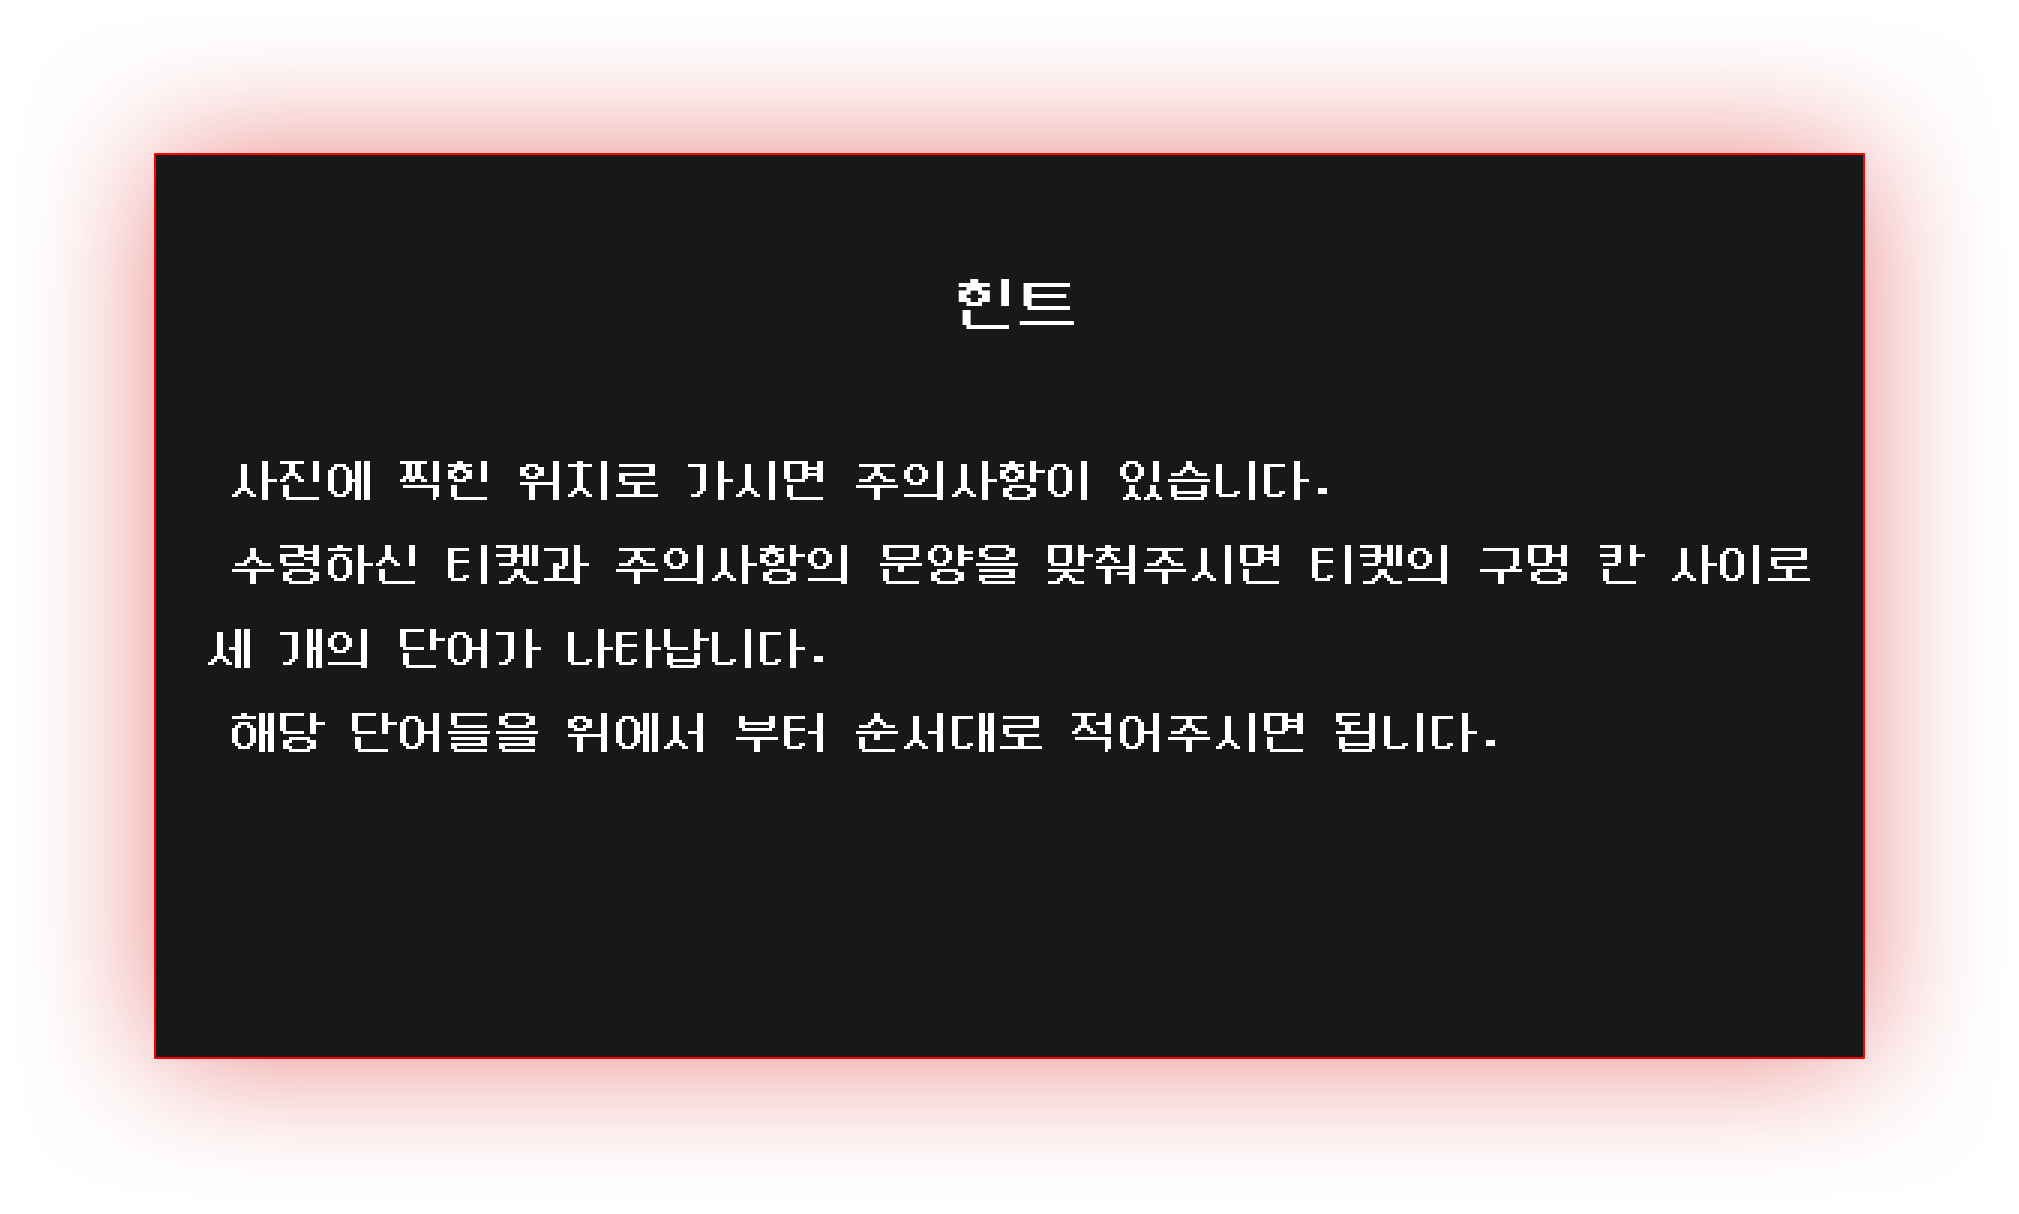 힌트
사진에 찍힌 위치로 가시면 주의사항이 있습니다.
수령하신 티켓과 주의사항의 문양을 맞춰주시면 티켓의 구멍 칸 사이로
세 개의 단어가 나타납니다.
해당 단어들을 위에서 부터 순서대로 적어주시면 됩니다.